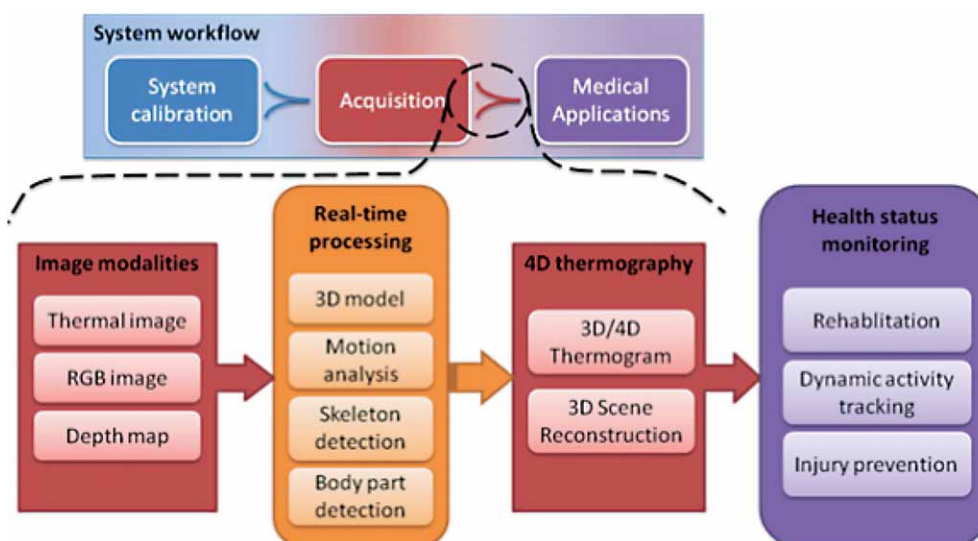 System workflow
System
calibration
Acquisition
Medical
Applications
Image modalities
Thermal image
RGB image
Depth map
Real-time
processing
3D model
Motion
analysis
Skeleton
detection
Body part
detection
4D thermography
3D/4D
Thermogram
3D Scene
Reconstruction
Health status
monitoring
Rehablitation
Dynamic activity
tracking
Injury prevention